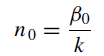 n₀ = β₀ / k